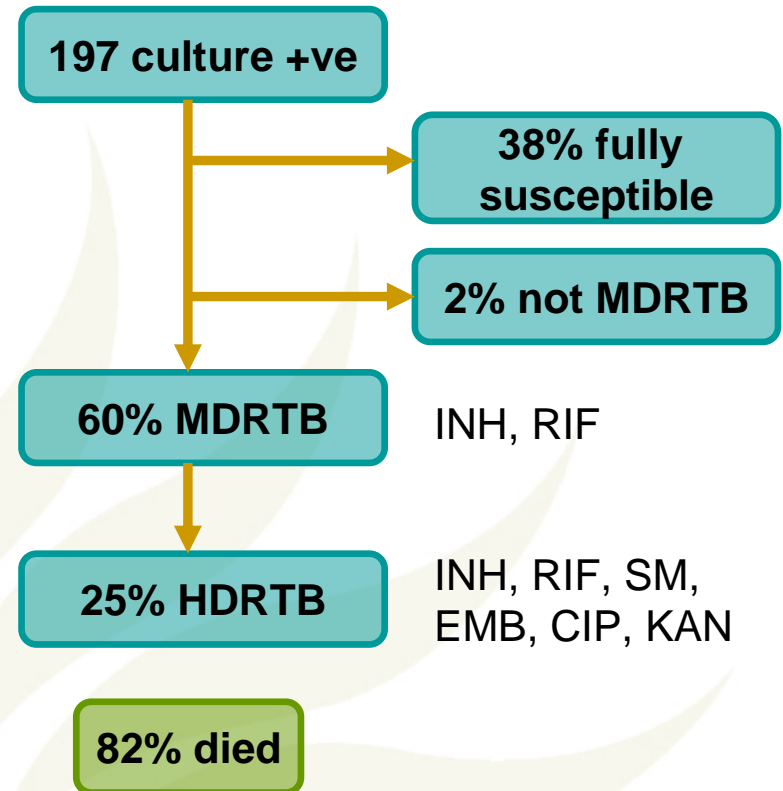 197 culture +ve
38% fully
susceptible
2% not MDRTB
60% MDRTB
INH, RIF
25% HDRTB
INH, RIF, SM,
EMB, CIP, KAN
82% died